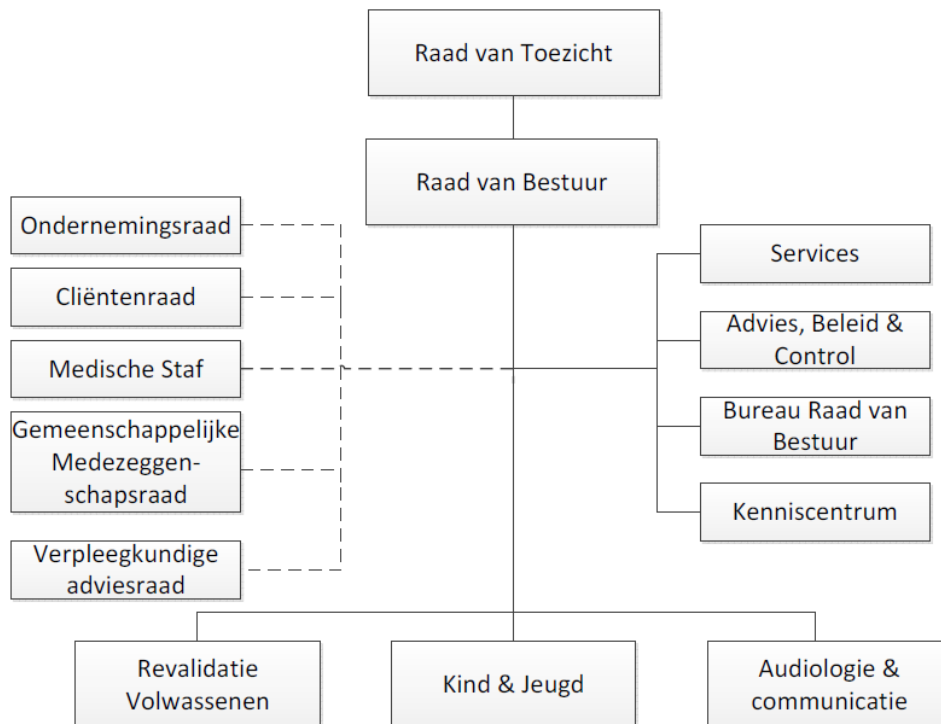 Raad van Toezicht
Raad van Bestuur
Ondernemingsraad
Cliëntenraad
Medische Staf
Gemeenschappelijke
Medezeggen-
schapsraad
Verpleegkundige
adviesraad
Services
Advies, Beleid &
Control
Bureau Raad van
Bestuur
Kenniscentrum
Revalidatie
Volwassenen
Kind & Jeugd
Audiologie &
communicatie